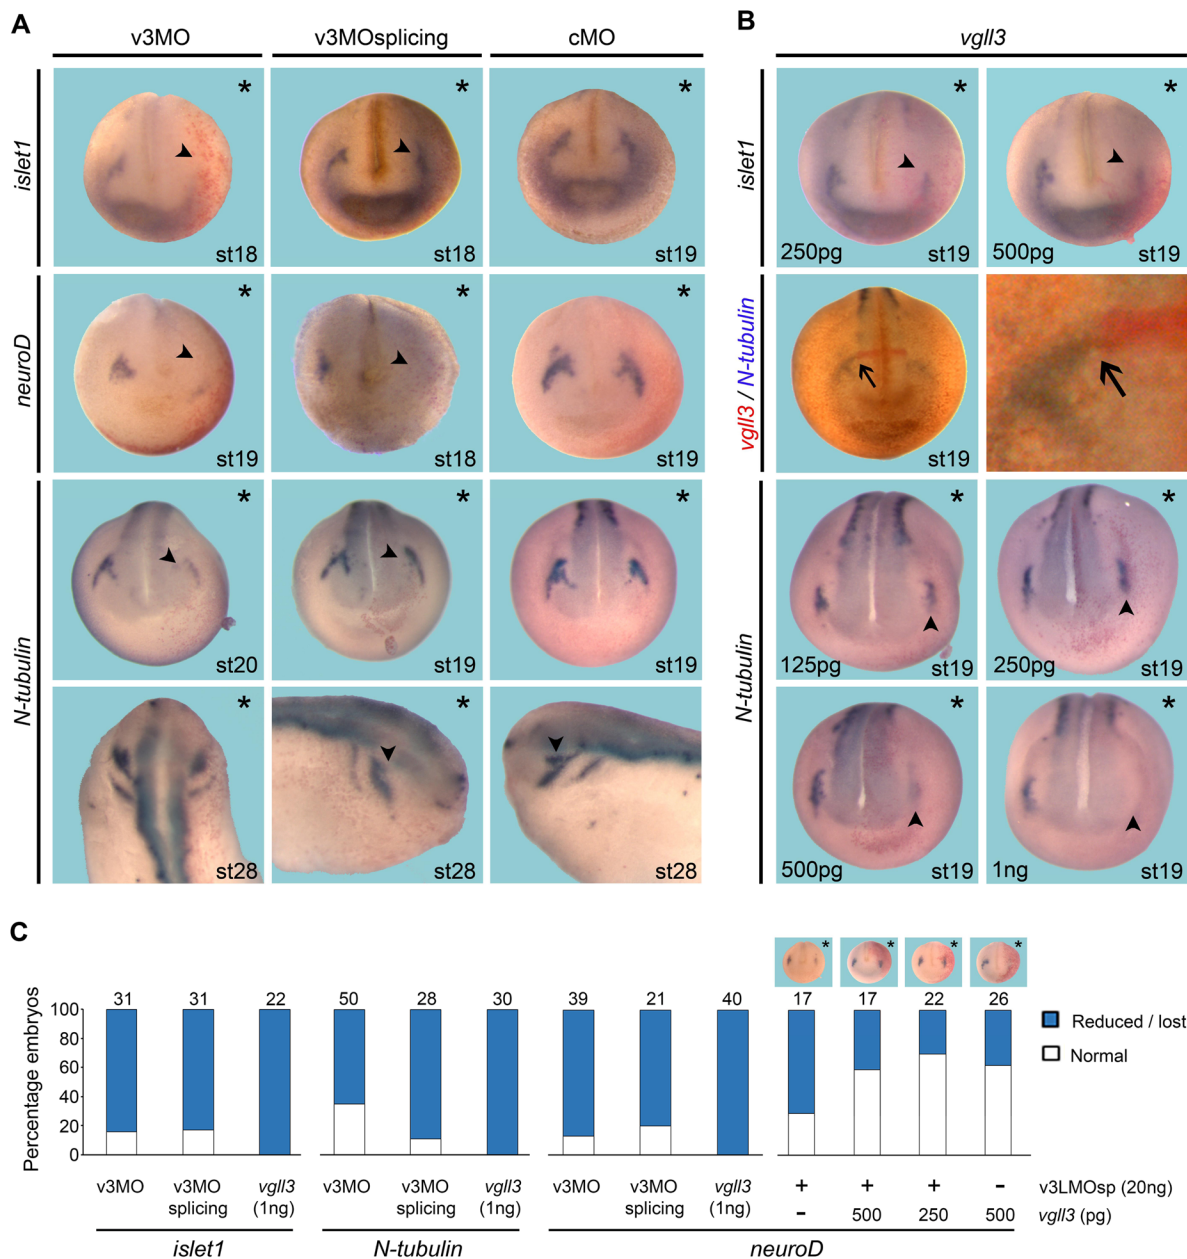 A
v3MO v3MOsplicing cMO
islet1
* * *
st18 st18 st19
neuroD
* * *
st19 st18 st19
N-tubulin
* * *
st20 st19 st19
* *
st28 st28 st28
B
vgll3
islet1
* *
250pg st19 500pg st19
vgll3 / N-tubulin
st19
N-tubulin
* *
125pg st19 250pg st19
* *
500pg st19 1ng st19
C
Percentage embryos
100
80
60
40
20
0
* * * *
31 31 22 50 28 30 39 21 40 17 17 22 26
Reduced / lost
Normal
v3MO v3MO splicing vgll3 (1ng) v3MO v3MO splicing vgll3 (1ng) v3MO v3MO splicing vgll3 (1ng)
+ + + - v3LMOsp (20ng)
- 500 250 500 vgll3 (pg)
islet1 N-tubulin neuroD